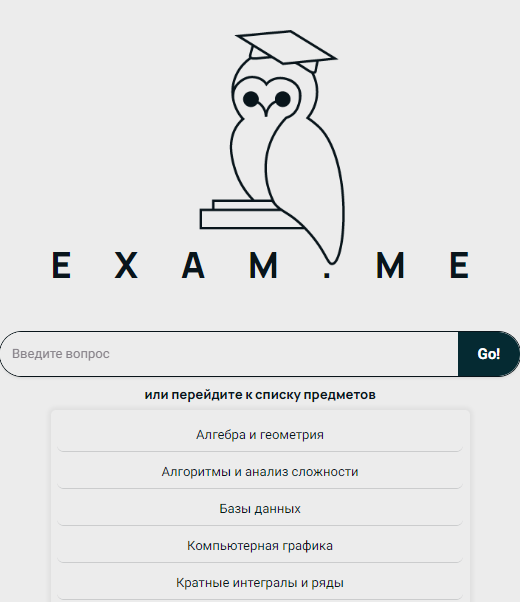 EXAM.ME
Введите вопрос Go!
или перейдите к списку предметов
Алгебра и геометрия
Алгоритмы и анализ сложности
Базы данных
Компьютерная графика
Кратные интегралы и ряды